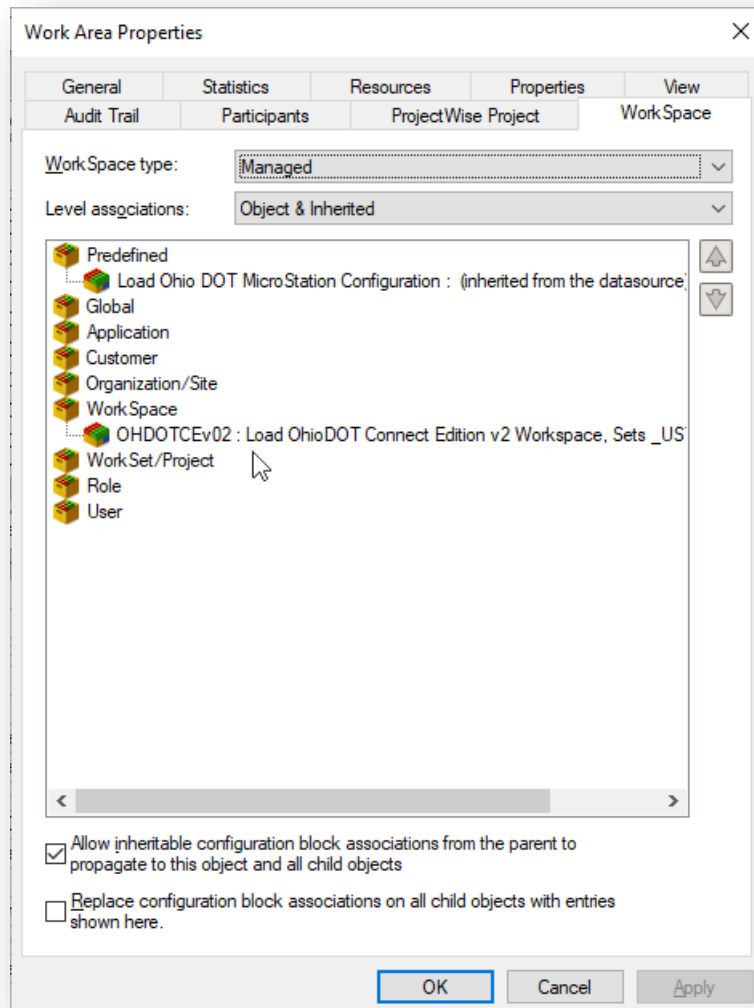 Work Area Properties
General Statistics Resources Properties View
Audit Trail Participants ProjectWise Project WorkSpace
WorkSpace type: Managed
Level associations: Object & Inherited
Predefined
Load Ohio DOT MicroStation Configuration : (inherited from the datasource)
Global
Application
Customer
Organization/Site
WorkSpace
OHDOTCEv02 : Load OhioDOT Connect Edition v2 Workspace, Sets _UST
WorkSet/Project
Role
User
Allow inheritable configuration block associations from the parent to
propagate to this object and all child objects
Replace configuration block associations on all child objects with entries
shown here.
OK Cancel Apply